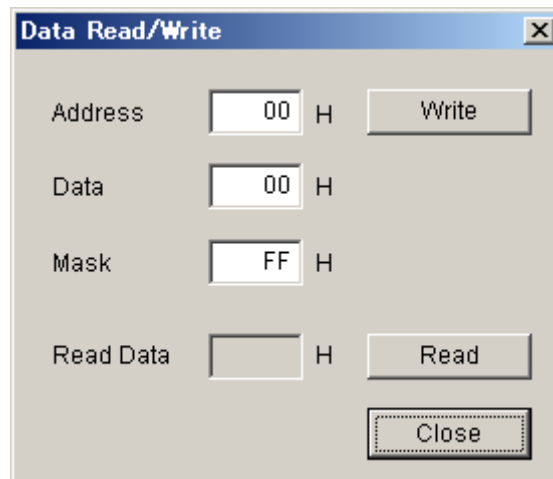 Data Read/Write
Address 00 H Write
Data 00 H
Mask FF H
Read Data H Read
Close